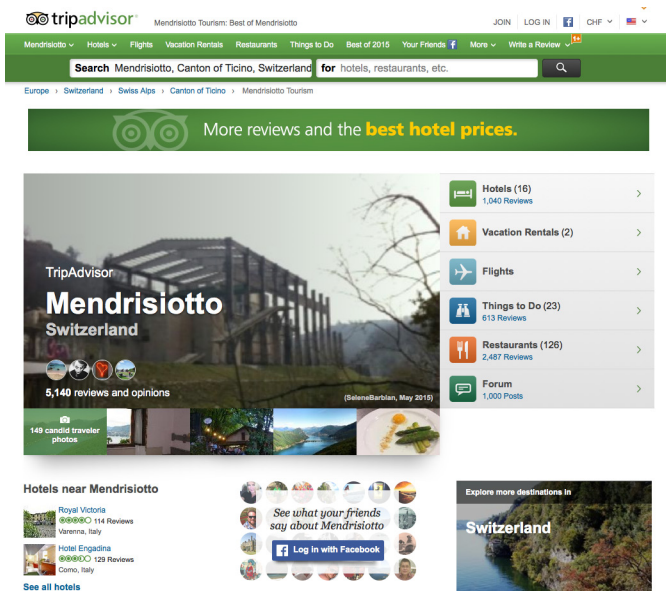 tripadvisor®
Mendrisiotto Tourism: Best of Mendrisiotto
JOIN LOG IN CHF
Mendrisiotto Hotels Flights Vacation Rentals Restaurants Things to Do Best of 2015 Your Friends More Write a Review 1+
Search Mendrisiotto, Canton of Ticino, Switzerland for hotels, restaurants, etc.
Europe › Switzerland › Swiss Alps › Canton of Ticino › Mendrisiotto Tourism
More reviews and the best hotel prices.
TripAdvisor
Mendrisiotto
Switzerland
5,140 reviews and opinions
(SeleneBarbian, May 2015)
149 candid traveler
photos
Hotels (16)
1,040 Reviews
Vacation Rentals (2)
Flights
Things to Do (23)
613 Reviews
Restaurants (126)
2,487 Reviews
Forum
1,000 Posts
Hotels near Mendrisiotto
Royal Victoria
114 Reviews
Varenna, Italy
Hotel Engadina
129 Reviews
Como, Italy
See all hotels
See what your friends
say about Mendrisiotto
Log in with Facebook
Explore more destinations in
Switzerland